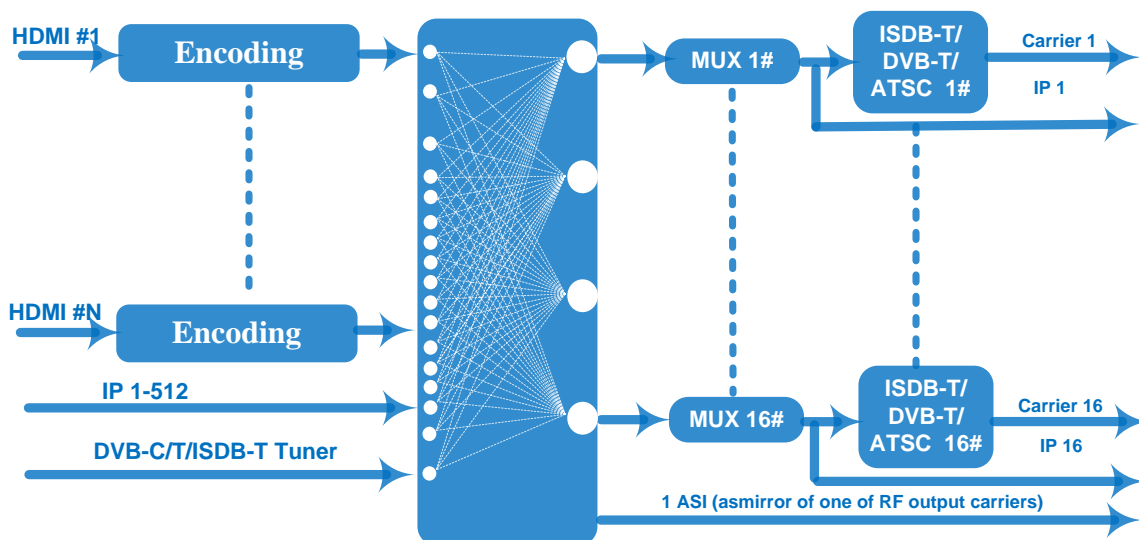 HDMI #1
Encoding
HDMI #N
Encoding
IP 1-512
DVB-C/T/ISDB-T Tuner
MUX 1#
ISDB-T/
DVB-T/
ATSC 1#
Carrier 1
IP 1
MUX 16#
ISDB-T/
DVB-T/
ATSC 16#
Carrier 16
IP 16
1 ASI (asmirror of one of RF output carriers)